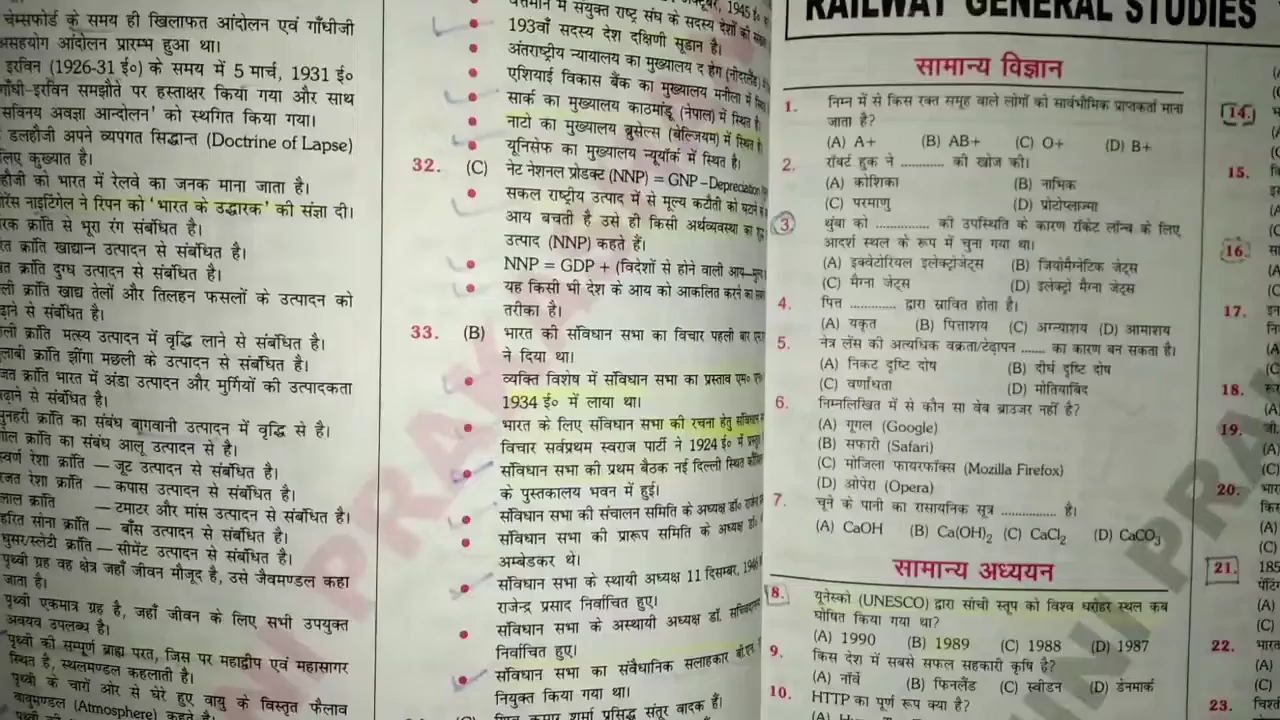 चेम्सफोर्ड के समय ही खिलाफत आंदोलन एवं गाँधीजी
असहयोग आंदोलन प्रारम्भ हुआ था।
इरविन (1926-31 ई०) के समय में 5 मार्च, 1931 ई०
गाँधी-इरविन समझौते पर हस्ताक्षर किया गया और साथ
सविनय अवज्ञा आन्दोलन' को स्थगित किया गया।
डलहौजी अपने व्यपगत सिद्धान्त (Doctrine of Lapse)
लिए कुख्यात है।
हौजी को भारत में रेलवे का जनक माना जाता है।
नाइटिंगेल ने रिपन को 'भारत के उद्धारक' की संज्ञा दी।
क्रांति से भूरा रंग संबंधित है।
क्रांति खाद्यान्न उत्पादन से संबंधित है।
क्रांति दुग्ध उत्पादन से संबंधित है।
क्रांति खाद्य तेलों और तिलहन फसलों के उत्पादन को
से संबंधित है।
क्रांति मत्स्य उत्पादन में वृद्धि लाने से संबंधित है।
क्रांति झींगा मछली के उत्पादन से संबंधित है।
क्रांति भारत में अंडा उत्पादन और मुर्गियों की उत्पादकता
बढ़ाने से संबंधित है।
सुनहरी क्रांति का संबंध बागवानी उत्पादन में वृद्धि से है।
गोल क्रांति का संबंध आलू उत्पादन से है।
स्वर्ण रेशा क्रांति — जूट उत्पादन से संबंधित है।
रजत रेशा क्रांति — कपास उत्पादन से संबंधित है।
लाल क्रांति — टमाटर और मांस उत्पादन से संबंधित है।
हरित सोना क्रांति — बाँस उत्पादन से संबंधित है।
धुसर/स्लेटी क्रांति — सीमेंट उत्पादन से संबंधित है।
पृथ्वी ग्रह वह क्षेत्र जहाँ जीवन मौजूद है, उसे जैवमण्डल कहा
जाता है।
पृथ्वी एकमात्र ग्रह है, जहाँ जीवन के लिए सभी उपयुक्त
अवयव उपलब्ध है।
पृथ्वी की सम्पूर्ण बाह्य परत, जिस पर महाद्वीप एवं महासागर
स्थित है, स्थलमण्डल कहलाती है।
पृथ्वी के चारों ओर से घेरे हुए वायु के विस्तृत फैलाव
वायुमण्डल (Atmosphere) कहते है।
वर्तमान में संयुक्त राष्ट्र संघ के सदस्य देशों की
193वाँ सदस्य देश दक्षिणी सूडान है।
अंतराष्ट्रीय न्यायालय का मुख्यालय द हेग (नीदरलैंड)
एशियाई विकास बैंक का मुख्यालय मनीला में
सार्क का मुख्यालय काठमांडू (नेपाल) में स्थित है।
नाटो का मुख्यालय ब्रुसेल्स (बेल्जियम) में स्थित है।
यूनिसेफ का मुख्यालय न्यूयॉर्क में स्थित है।
32. (C) नेट नेशनल प्रोडक्ट (NNP) = GNP – Depreciation
सकल राष्ट्रीय उत्पाद में से मूल्य कटौती को घटाने
आय बचती है उसे ही किसी अर्थव्यवस्था का
उत्पाद (NNP) कहते हैं।
NNP = GDP + (विदेशों से होने वाली आय
यह किसी भी देश के आय को आकलित करने का
तरीका है।
33. (B) भारत की संविधान सभा का विचार पहली बार
ने दिया था।
व्यक्ति विशेष में संविधान सभा का प्रस्ताव एम०
1934 ई० में लाया था।
भारत के लिए संविधान सभा की रचना हेतु
विचार सर्वप्रथम स्वराज पार्टी ने 1924 ई० में
संविधान सभा की प्रथम बैठक नई दिल्ली स्थित
के पुस्तकालय भवन में हुई।
संविधान सभा की संचालन समिति के अध्यक्ष डॉ०
संविधान सभा की प्रारूप समिति के अध्यक्ष डॉ०
अम्बेडकर थे।
संविधान सभा के स्थायी अध्यक्ष 11 दिसम्बर, 1946
राजेन्द्र प्रसाद निर्वाचित हुए।
संविधान सभा के अस्थायी अध्यक्ष डॉ.
निर्वाचित हुए।
संविधान सभा का संवैधानिक सलाहकार बी.एन.
नियुक्त किया गया था।
कुमार शर्मा प्रसिद्ध संतूर वादक हैं।
RAILWAY GENERAL STUDIES
सामान्य विज्ञान
1. निम्न में से किस रक्त समूह वाले लोगों को सार्वभौमिक प्राप्तकर्ता माना
जाता है?
(A) A+ (B) AB+ (C) O+ (D) B+
2. रॉबर्ट हुक ने ............ की खोज की।
(A) कोशिका (B) नाभिक
(C) परमाणु (D) प्रोटोप्लाज्मा
3. थुंबा को .............. की उपस्थिति के कारण रॉकेट लॉन्च के लिए
आदर्श स्थल के रूप में चुना गया था।
(A) इक्वेटोरियल इलेक्ट्रोजेट्स (B) जियोमैग्नेटिक जेट्स
(C) मैग्ना जेट्स (D) इलेक्ट्रो मैग्ना जेट्स
4. पित्त ............ द्वारा स्रावित होता है।
(A) यकृत (B) पित्ताशय (C) अग्न्याशय (D) आमाशय
5. नेत्र लेंस की अत्यधिक वक्रता/टेढ़ापन ....... का कारण बन सकता है।
(A) निकट दृष्टि दोष (B) दीर्घ दृष्टि दोष
(C) वर्णांधता (D) मोतियाबिंद
6. निम्नलिखित में से कौन सा वेब ब्राउजर नहीं है?
(A) गूगल (Google)
(B) सफारी (Safari)
(C) मोजिला फायरफॉक्स (Mozilla Firefox)
(D) ओपेरा (Opera)
7. चूने के पानी का रासायनिक सूत्र .............. है।
(A) CaOH (B) Ca(OH)₂ (C) CaCl₂ (D) CaCO₃
सामान्य अध्ययन
8. यूनेस्को (UNESCO) द्वारा सांची स्तूप को विश्व धरोहर स्थल कब
घोषित किया गया था?
(A) 1990 (B) 1989 (C) 1988 (D) 1987
9. किस देश में सबसे सफल सहकारी कृषि है?
(A) नॉर्वे (B) फिनलैंड (C) स्वीडन (D) डेनमार्क
10. HTTP का पूर्ण रूप क्या है?
14.
15.
16.
17.
18.
19.
20.
21. 185
22.
23.